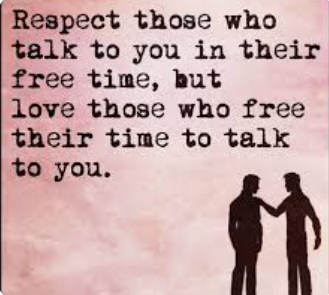 Respect those who
talk to you in their
free time, but
love those who free
their time to talk
to you.